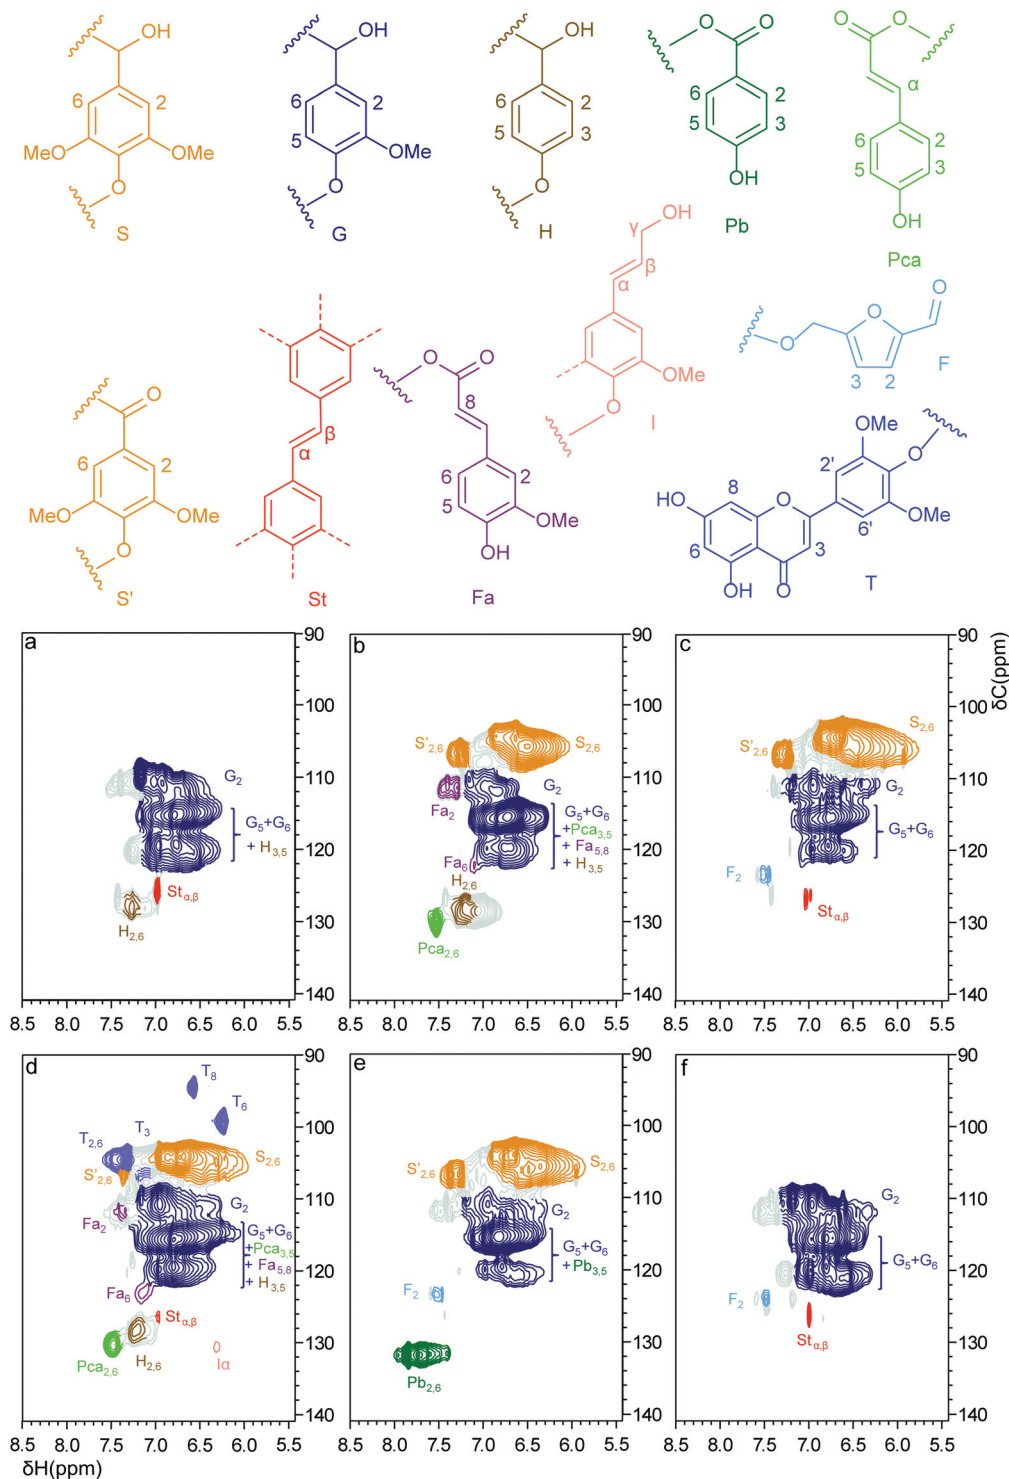 OH
6 2
MeO OMe
O
S
OH
6 2
5 OMe
O
G
OH
6 2
5 3
O
H
O O
6 2
5 3
OH
Pb
O O
α
6 2
5 3
OH
Pca
O
6 2
MeO OMe
O
S'
β
α
St
O O
8
6 2
5 OMe
OH
Fa
OH
γ
β
α
OMe
O
I
O O O
3 2
F
OMe
O
2'
8 O
HO OMe
6'
6 3
OH O
T
a
G2
G5+G6
+ H3,5
Stα,β
H2,6
90
100
110
120
130
140
8.5 8.0 7.5 7.0 6.5 6.0 5.5
b
S'2,6 S2,6
Fa2 G2
G5+G6
+Pca3,5
+ Fa5,8
+ H3,5
Fa6
H2,6
Pca2,6
90
100
110
120
130
140
8.5 8.0 7.5 7.0 6.5 6.0 5.5
c
S'2,6 S2,6
G2
G5+G6
F2
Stα,β
90
100
110
120
130
140
δC(ppm)
8.5 8.0 7.5 7.0 6.5 6.0 5.5
d
T8
T6
T3
T2,6
S'2,6 S2,6
Fa2 G2
G5+G6
+Pca3,5
+ Fa5,8
+ H3,5
Fa6
Stα,β
Pca2,6 H2,6 Iα
90
100
110
120
130
140
8.5 8.0 7.5 7.0 6.5 6.0 5.5
δH(ppm)
e
S'2,6 S2,6
G2
G5+G6
+ Pb3,5
F2
Pb2,6
90
100
110
120
130
140
8.5 8.0 7.5 7.0 6.5 6.0 5.5
f
G2
G5+G6
F2
Stα,β
90
100
110
120
130
140
8.5 8.0 7.5 7.0 6.5 6.0 5.5